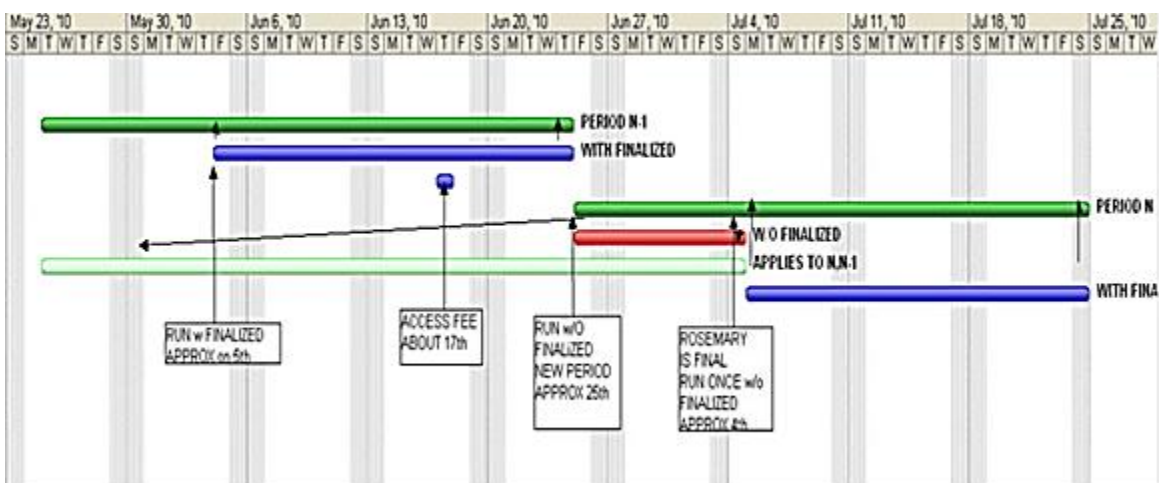 May 23, '10 May 30, '10 Jun 6, '10 Jun 13, '10 Jun 20, '10 Jun 27, '10 Jul 4, '10 Jul 11, '10 Jul 18, '10 Jul 25, '10
S M T W T F S S M T W T F S S M T W T F S S M T W T F S S M T W T F S S M T W T F S S M T W T F S S M T W T F S S M T W T F S S M T W
PERIOD N-1
WITH FINALIZED
PERIOD N
W/O FINALIZED
APPLIES TO N,N-1
WITH FINA
RUN w FINALIZED
APPROX on 5th
ACCESS FEE
ABOUT 17th
RUN w/O
FINALIZED
NEW PERIOD
APPROX 25th
ROSEMARY
IS FINAL
RUN ONCE w/o
FINALIZED
APPROX 4th